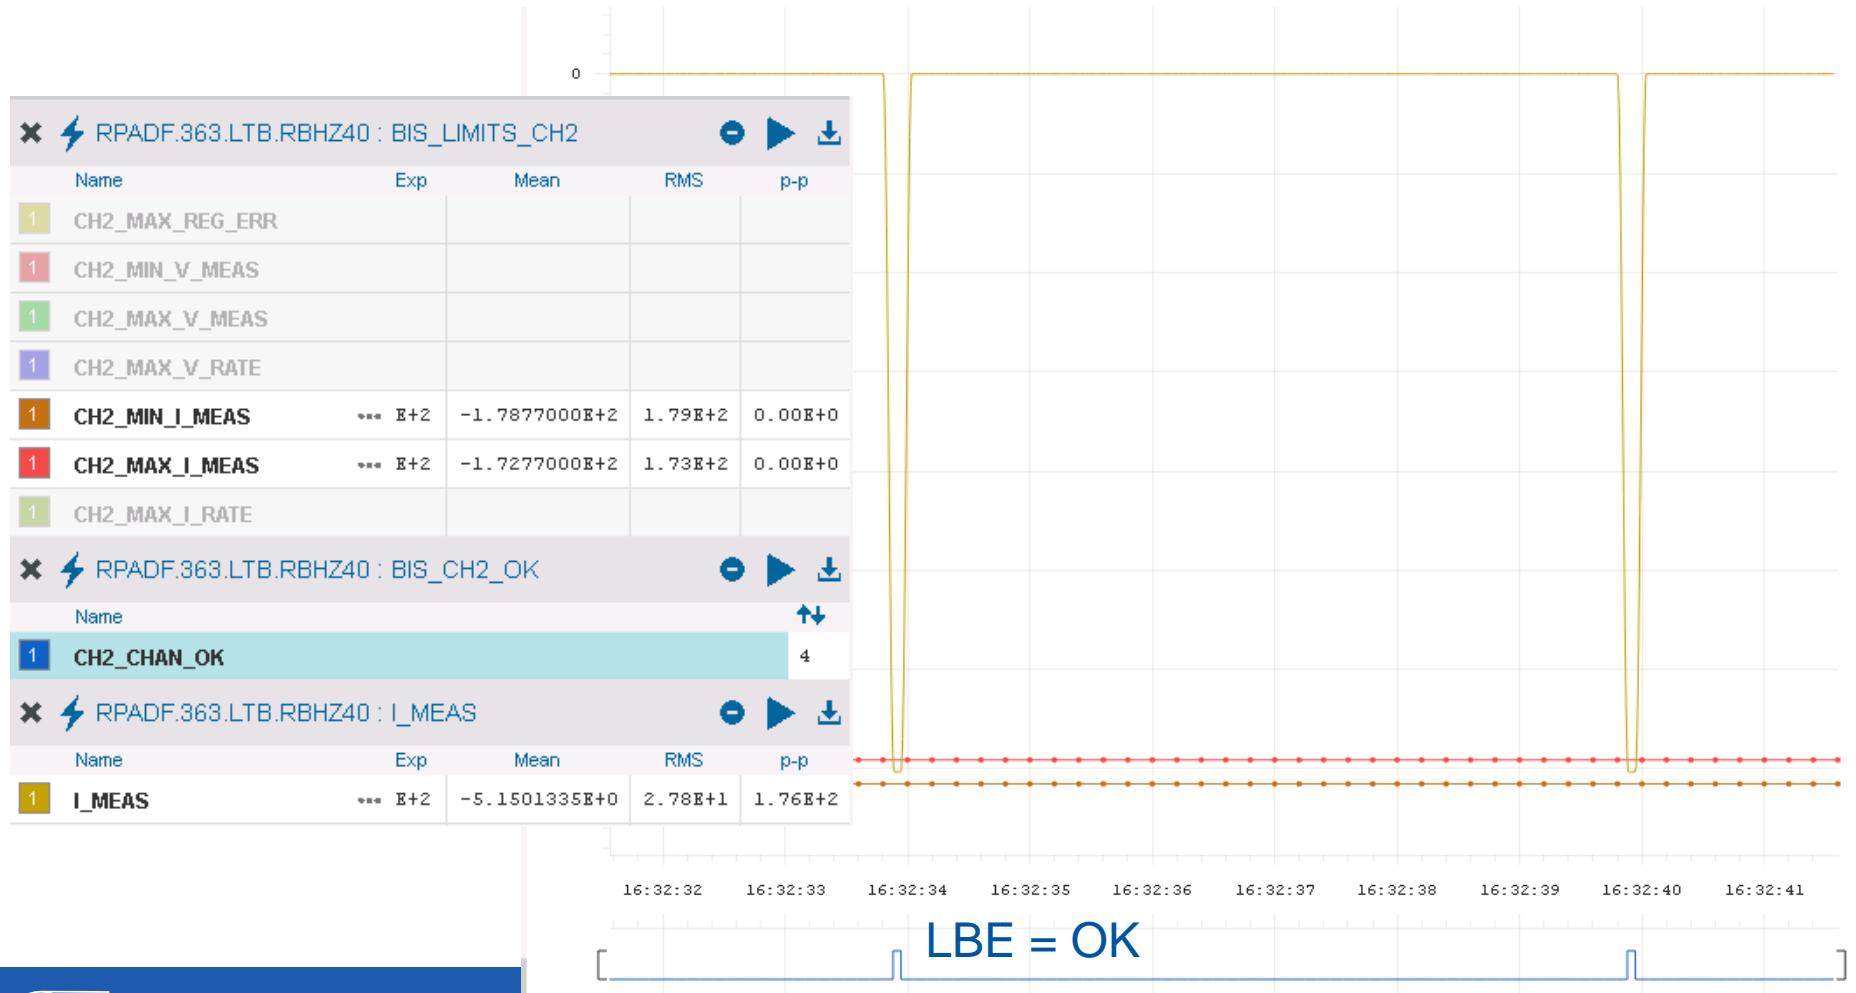 0
RPADF.363.LTB.RBHZ40 : BIS_LIMITS_CH2
Name Exp Mean RMS p-p
1 CH2_MAX_REG_ERR
1 CH2_MIN_V_MEAS
1 CH2_MAX_V_MEAS
1 CH2_MAX_V_RATE
1 CH2_MIN_I_MEAS E+2 -1.7877000E+2 1.79E+2 0.00E+0
1 CH2_MAX_I_MEAS E+2 -1.7277000E+2 1.73E+2 0.00E+0
1 CH2_MAX_I_RATE
RPADF.363.LTB.RBHZ40 : BIS_CH2_OK
Name
1 CH2_CHAN_OK 4
RPADF.363.LTB.RBHZ40 : I_MEAS
Name Exp Mean RMS p-p
1 I_MEAS E+2 -5.1501335E+0 2.78E+1 1.76E+2
16:32:32 16:32:33 16:32:34 16:32:35 16:32:36 16:32:37 16:32:38 16:32:39 16:32:40 16:32:41
LBE = OK